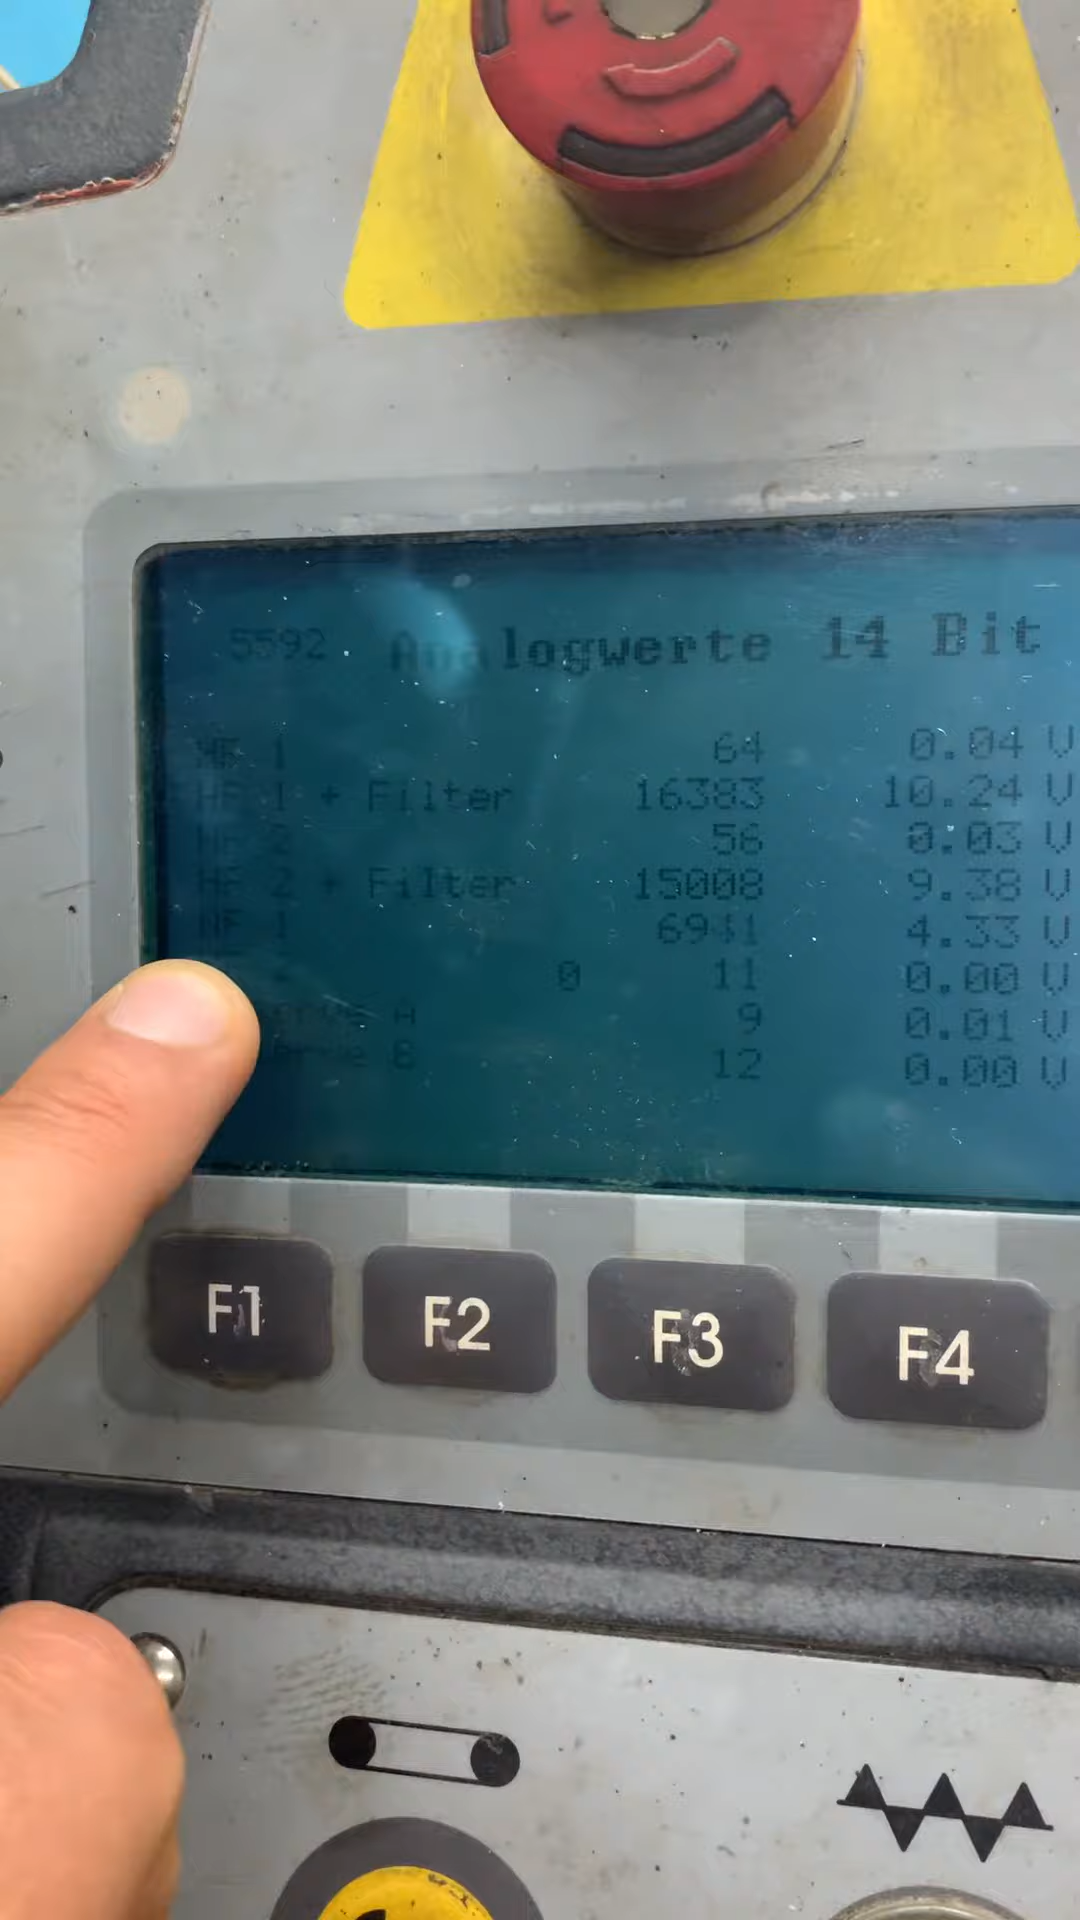 5592 Analogwerte 14 Bit
HF 1 64 0.04 V
HF 1 + Filter 16383 10.24 V
HF 2 56 0.03 V
HF 2 + Filter 15008 9.38 V
1 6941 4.33 V
0 11 0.00 V
A 9 0.01 V
B 12 0.00 V
F1 F2 F3 F4